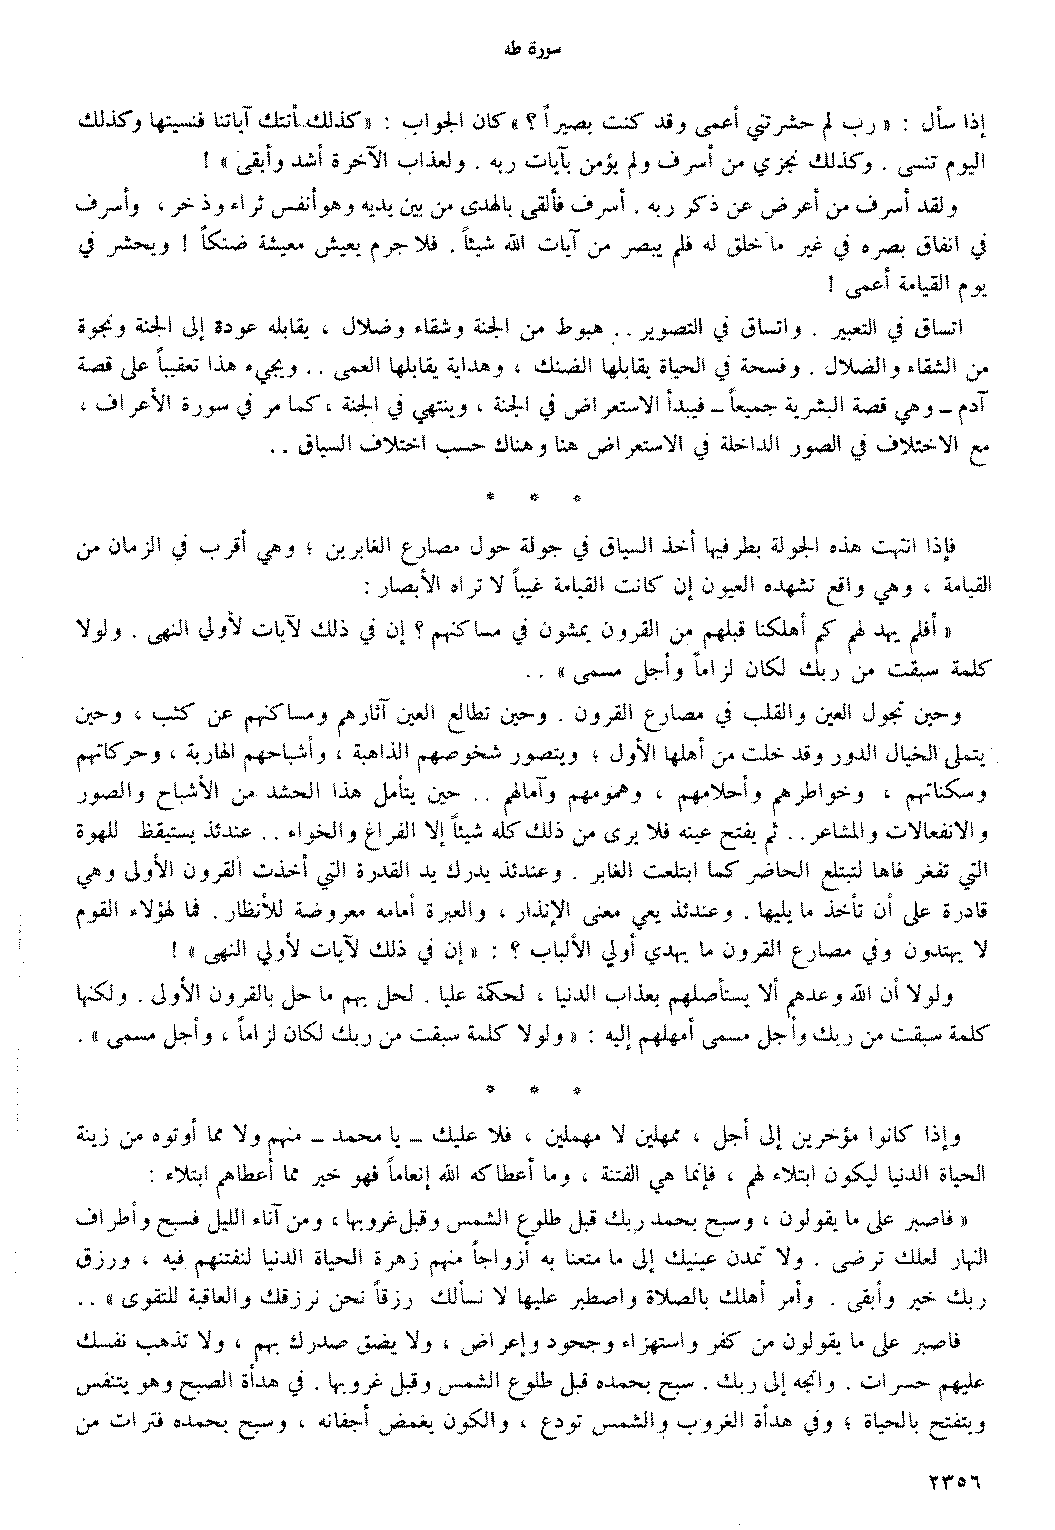 سورة طه
إذا سأل : « رب لم حشرتني أعمى وقد كنت بصيراً ؟ » كان الجواب : « كذلك أتتك آياتنا فنسيتها وكذلك
اليوم تنسى . وكذلك نجزي من أسرف ولم يؤمن بآيات ربه . ولعذاب الآخرة أشد وأبقى » !
ولقد أسرف من أعرض عن ذكر ربه . أسرف فألقى بالهدى من بين يديه وهو أنفس ثراء وذخر ، وأسرف
في انفاق بصره في غير ما خلق له فلم يبصر من آيات الله شيئاً . فلا جرم يعيش معيشة ضنكاً ! ويحشر في
يوم القيامة أعمى !
اتساق في التعبير . واتساق في التصوير .. هبوط من الجنة وشقاء وضلال ، يقابله عودة إلى الجنة ونجوة
من الشقاء والضلال . وفسحة في الحياة يقابلها الضنك ، وهداية يقابلها العمى .. ويجيء هذا تعقيباً على قصة
آدم ـ وهي قصة البشرية جميعاً ـ فيبدأ الاستعراض في الجنة ، وينتهي في الجنة ، كما مر في سورة الأعراف ،
مع الاختلاف في الصور الداخلة في الاستعراض هنا وهناك حسب اختلاف السياق ..
* * *
فإذا انتهت هذه الجولة بطرفيها أخذ السياق في جولة حول مصارع الغابرين ؛ وهي أقرب في الزمان من
القيامة ، وهي واقع تشهده العيون إن كانت القيامة غيباً لا تراه الأبصار :
« أفلم يهد لهم كم أهلكنا قبلهم من القرون يمشون في مساكنهم ؟ إن في ذلك لآيات لأولي النهى . ولولا
كلمة سبقت من ربك لكان لزاماً وأجل مسمى » ..
وحين تجول العين والقلب في مصارع القرون . وحين تطالع العين آثارهم ومساكنهم عن كثب ، وحين
يتملى الخيال الدور وقد خلت من أهلها الأول ؛ ويتصور شخوصهم الذاهبة ، وأشباحهم الهاربة ، وحركاتهم
وسكناتهم ، وخواطرهم وأحلامهم ، وهمومهم وآمالهم .. حين يتأمل هذا الحشد من الأشباح والصور
والانفعالات والمشاعر .. ثم يفتح عينه فلا يرى من ذلك كله شيئاً إلا الفراغ والخواء .. عندئذ يستيقظ للهوة
التي تفغر فاها لتبتلع الحاضر كما ابتلعت الغابر . وعندئذ يدرك يد القدرة التي أخذت القرون الأولى وهي
قادرة على أن تأخذ ما يليها . وعندئذ يعي معنى الإنذار ، والعبرة أمامه معروضة للأنظار . فما لهؤلاء القوم
لا يهتدون وفي مصارع القرون ما يهدي أولي الألباب ؟ : « إن في ذلك لآيات لأولي النهى » !
ولولا أن الله وعدهم ألا يستأصلهم بعذاب الدنيا ، لحكمة عليا . لحل بهم ما حل بالقرون الأولى . ولكنها
كلمة سبقت من ربك وأجل مسمى أمهلهم إليه : « ولولا كلمة سبقت من ربك لكان لزاماً ، وأجل مسمى » .
* * *
وإذا كانوا مؤخرين إلى أجل ، ممهلين لا مهملين ، فلا عليك ـ يا محمد ـ منهم ولا مما أوتوه من زينة
الحياة الدنيا ليكون ابتلاء لهم ، فإنما هي الفتنة ، وما أعطاكه الله إنعاماً فهو خير مما أعطاهم ابتلاء :
« فاصبر على ما يقولون ، وسبح بحمد ربك قبل طلوع الشمس وقبل غروبها ، ومن آناء الليل فسبح وأطراف
النهار لعلك ترضى . ولا تمدن عينيك إلى ما متعنا به أزواجاً منهم زهرة الحياة الدنيا لنفتنهم فيه ، ورزق
ربك خير وأبقى . وأمر أهلك بالصلاة واصطبر عليها لا نسألك رزقاً نحن نرزقك والعاقبة للتقوى » ..
فاصبر على ما يقولون من كفر واستهزاء وجحود وإعراض ، ولا يضق صدرك بهم ، ولا تذهب نفسك
عليهم حسرات . واتجه إلى ربك . سبح بحمده قبل طلوع الشمس وقبل غروبها . في هدأة الصبح وهو يتنفس
ويتفتح بالحياة ؛ وفي هدأة الغروب والشمس تودع ، والكون يغمض أجفانه ، وسبح بحمده فترات من
٢٣٥٦